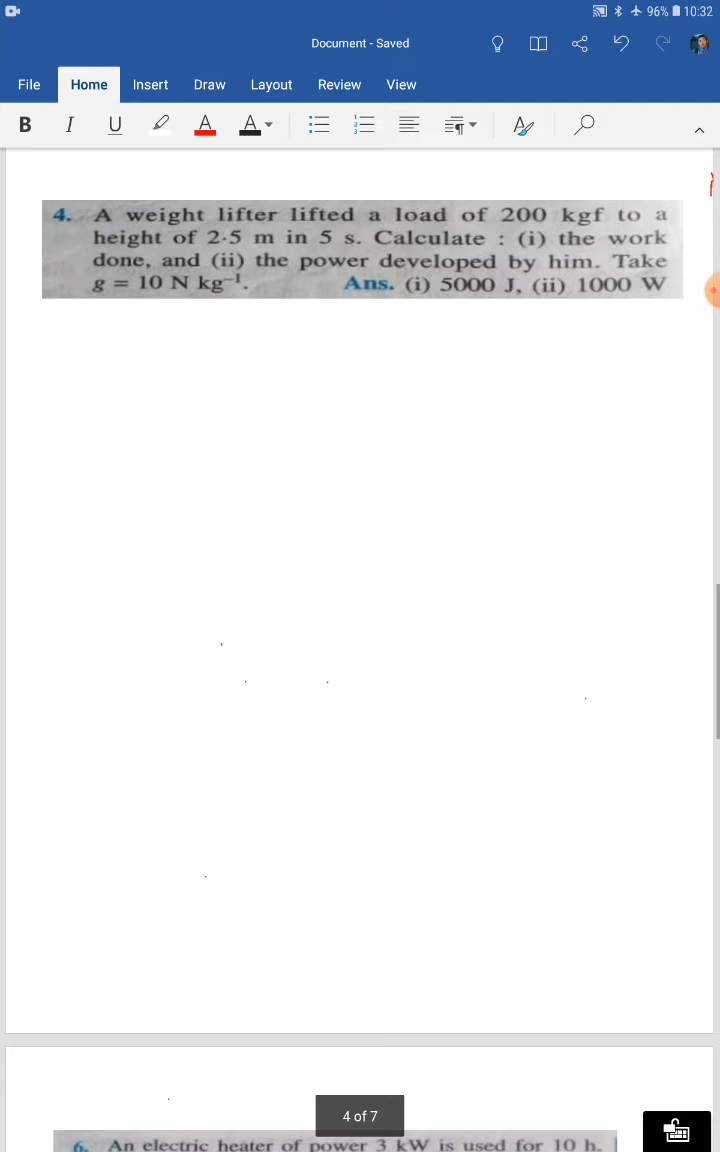 96% 10:32
Document - Saved
File Home Insert Draw Layout Review View
B I U A A
4. A weight lifter lifted a load of 200 kgf to a
height of 2·5 m in 5 s. Calculate : (i) the work
done, and (ii) the power developed by him. Take
g = 10 N kg⁻¹. Ans. (i) 5000 J, (ii) 1000 W
4 of 7
6. An electric heater of power 3 kW is used for 10 h.